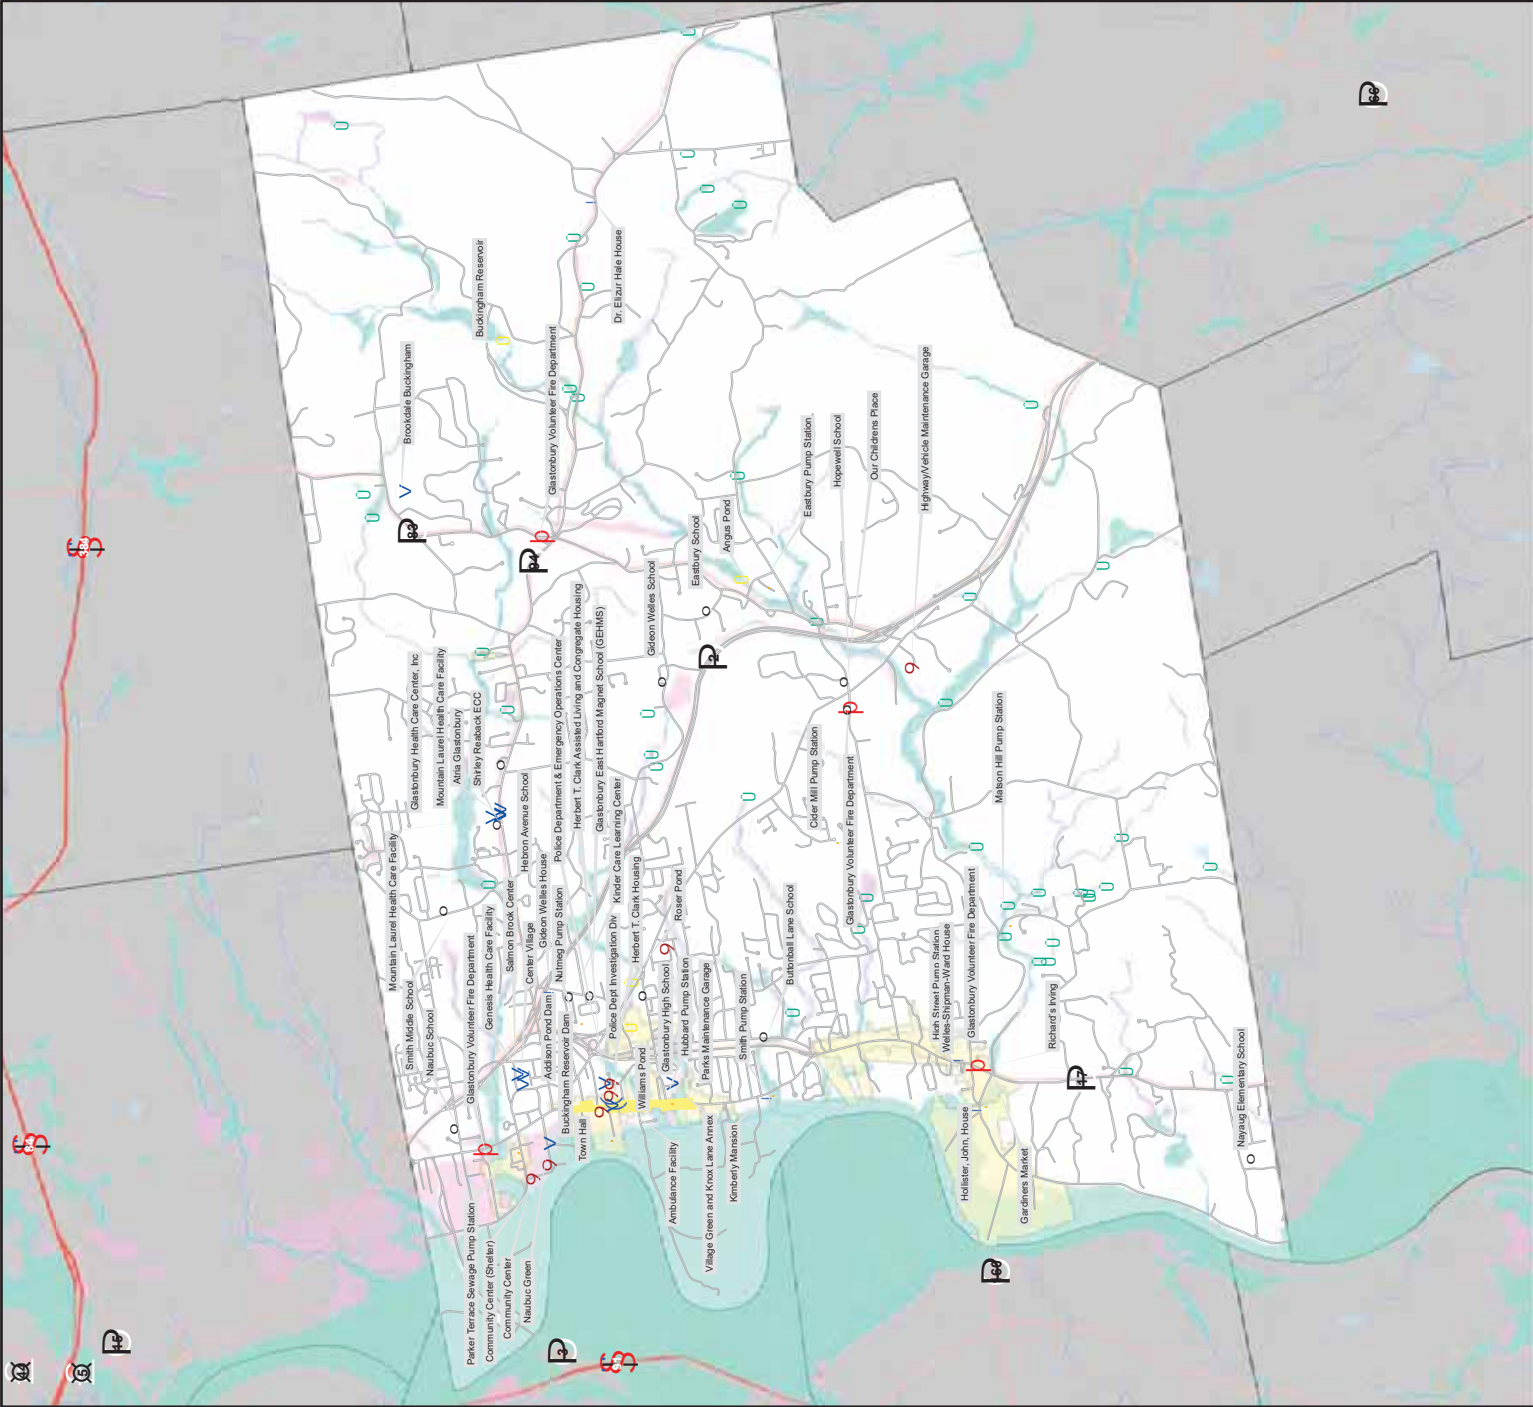 Buckingham Reservoir
Dr. Elizur Hale House
Brookdale Buckingham
Glastonbury Volunteer Fire Department
Highway/Vehicle Maintenance Garage
Our Childrens Place
Hopewell School
Eastbury Pump Station
Angus Pond
Eastbury School
Gideon Welles School
Herbert T. Clark Assisted Living and Congregate Housing
Glastonbury East Hartford Magnet School (GEHMS)
Police Department & Emergency Operations Center
Glastonbury Health Care Center, Inc
Mountain Laurel Health Care Facility
Atria Glastonbury
Shirley Reaback ECC
Matson Hill Pump Station
Cider Mill Pump Station
Glastonbury Volunteer Fire Department
Hebron Avenue School
Kinder Care Learning Center
Mountain Laurel Health Care Facility
Gideon Welles House
Herbert T. Clark Housing
Salmon Brook Center
Nutmeg Pump Station
Roser Pond
Buttonball Lane School
Glastonbury Volunteer Fire Department
Genesis Health Care Facility
Center Village
Police Dept Investigation Div
High Street Pump Station
Welles-Shipman-Ward House
Glastonbury Volunteer Fire Department
Glastonbury High School
Hubbard Pump Station
Parks Maintenance Garage
Smith Pump Station
Smith Middle School
Naubuc School
Addison Pond Dam
Buckingham Reservoir Dam
Williams Pond
Richard's Irving
Nayaug Elementary School
Town Hall
Ambulance Facility
Village Green and Knox Lane Annex
Kimberly Mansion
Hollister, John, House
Gardiners Market
Parker Terrace Sewage Pump Station
Community Center (Shelter)
Community Center
Naubuc Green
83
94
2
17
3
15